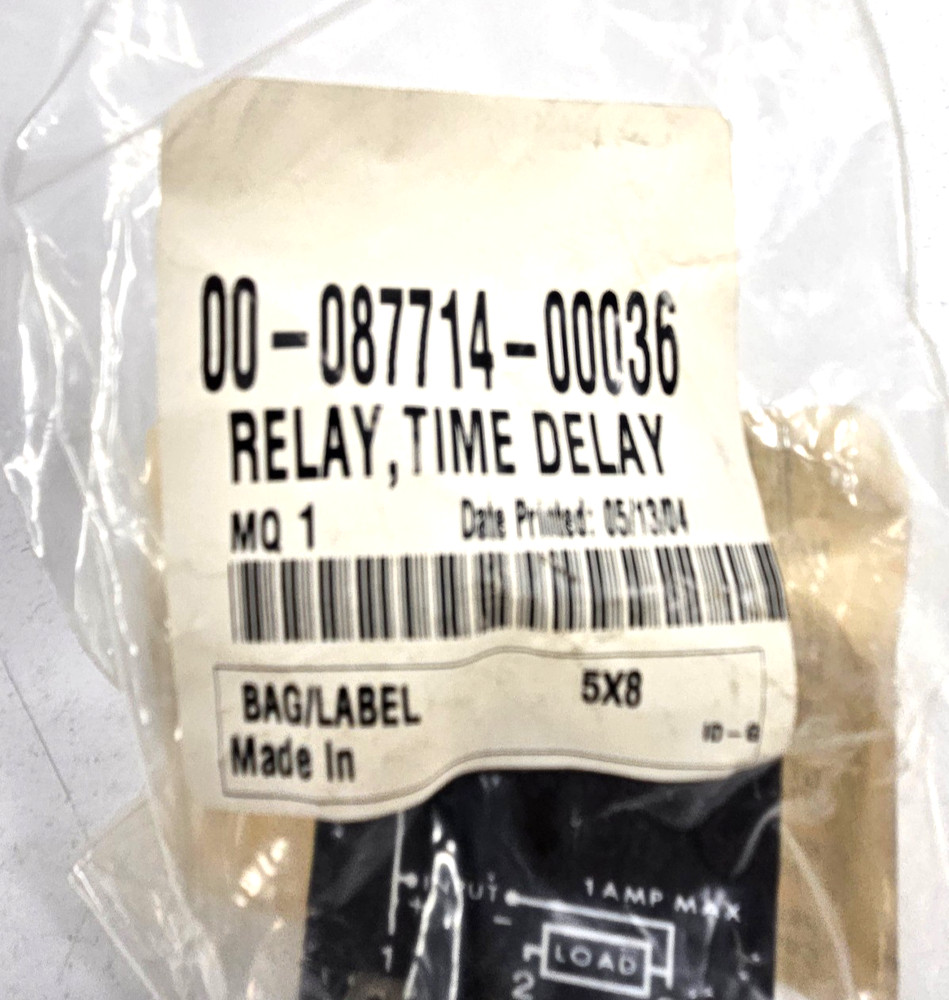 00-087714-00036
RELAY,TIME DELAY
MQ 1 Date Printed: 05/13/04
BAG/LABEL 5X8
Made In
INPUT 1 AMP MAX
+ -
LOAD
1 2